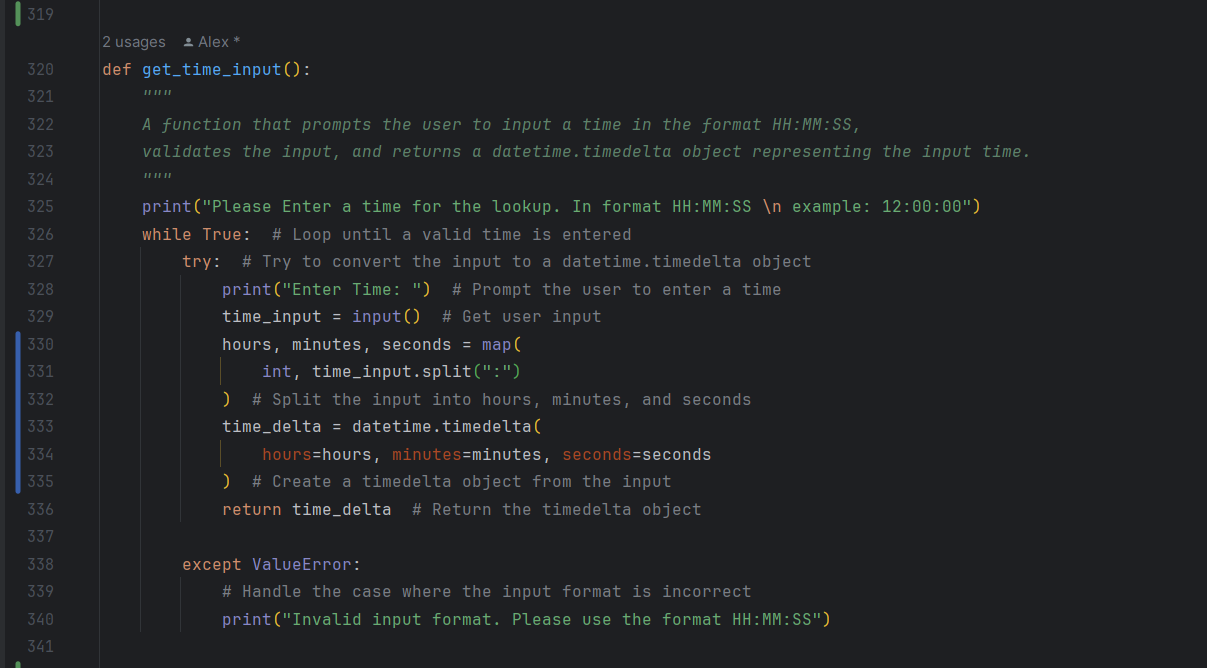 319
2 usages Alex *
320 def get_time_input():
321 """
322 A function that prompts the user to input a time in the format HH:MM:SS,
323 validates the input, and returns a datetime.timedelta object representing the input time.
324 """
325 print("Please Enter a time for the lookup. In format HH:MM:SS \n example: 12:00:00")
326 while True:  # Loop until a valid time is entered
327 try:  # Try to convert the input to a datetime.timedelta object
328 print("Enter Time: ")  # Prompt the user to enter a time
329 time_input = input()  # Get user input
330 hours, minutes, seconds = map(
331 int, time_input.split(":")
332 )  # Split the input into hours, minutes, and seconds
333 time_delta = datetime.timedelta(
334 hours=hours, minutes=minutes, seconds=seconds
335 )  # Create a timedelta object from the input
336 return time_delta  # Return the timedelta object
337
338 except ValueError:
339 # Handle the case where the input format is incorrect
340 print("Invalid input format. Please use the format HH:MM:SS")
341